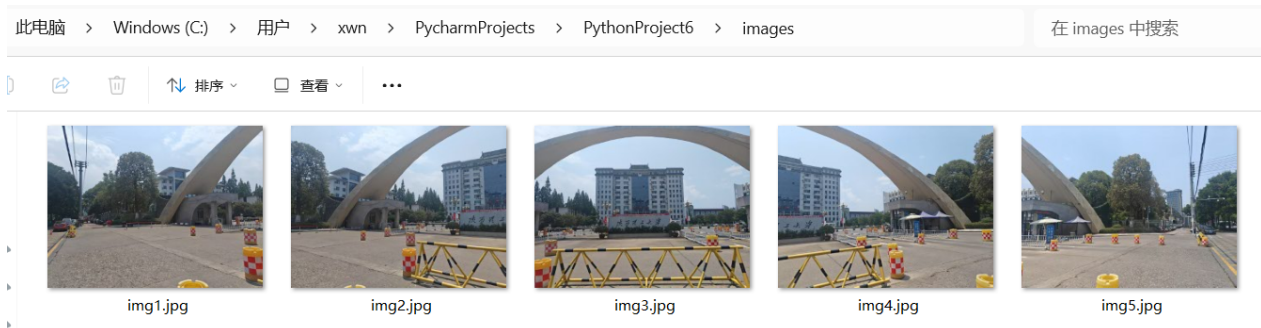 此电脑 > Windows (C:) > 用户 > xwn > PycharmProjects > PythonProject6 > images
在 images 中搜索
排序
查看
img1.jpg
img2.jpg
img3.jpg
img4.jpg
img5.jpg